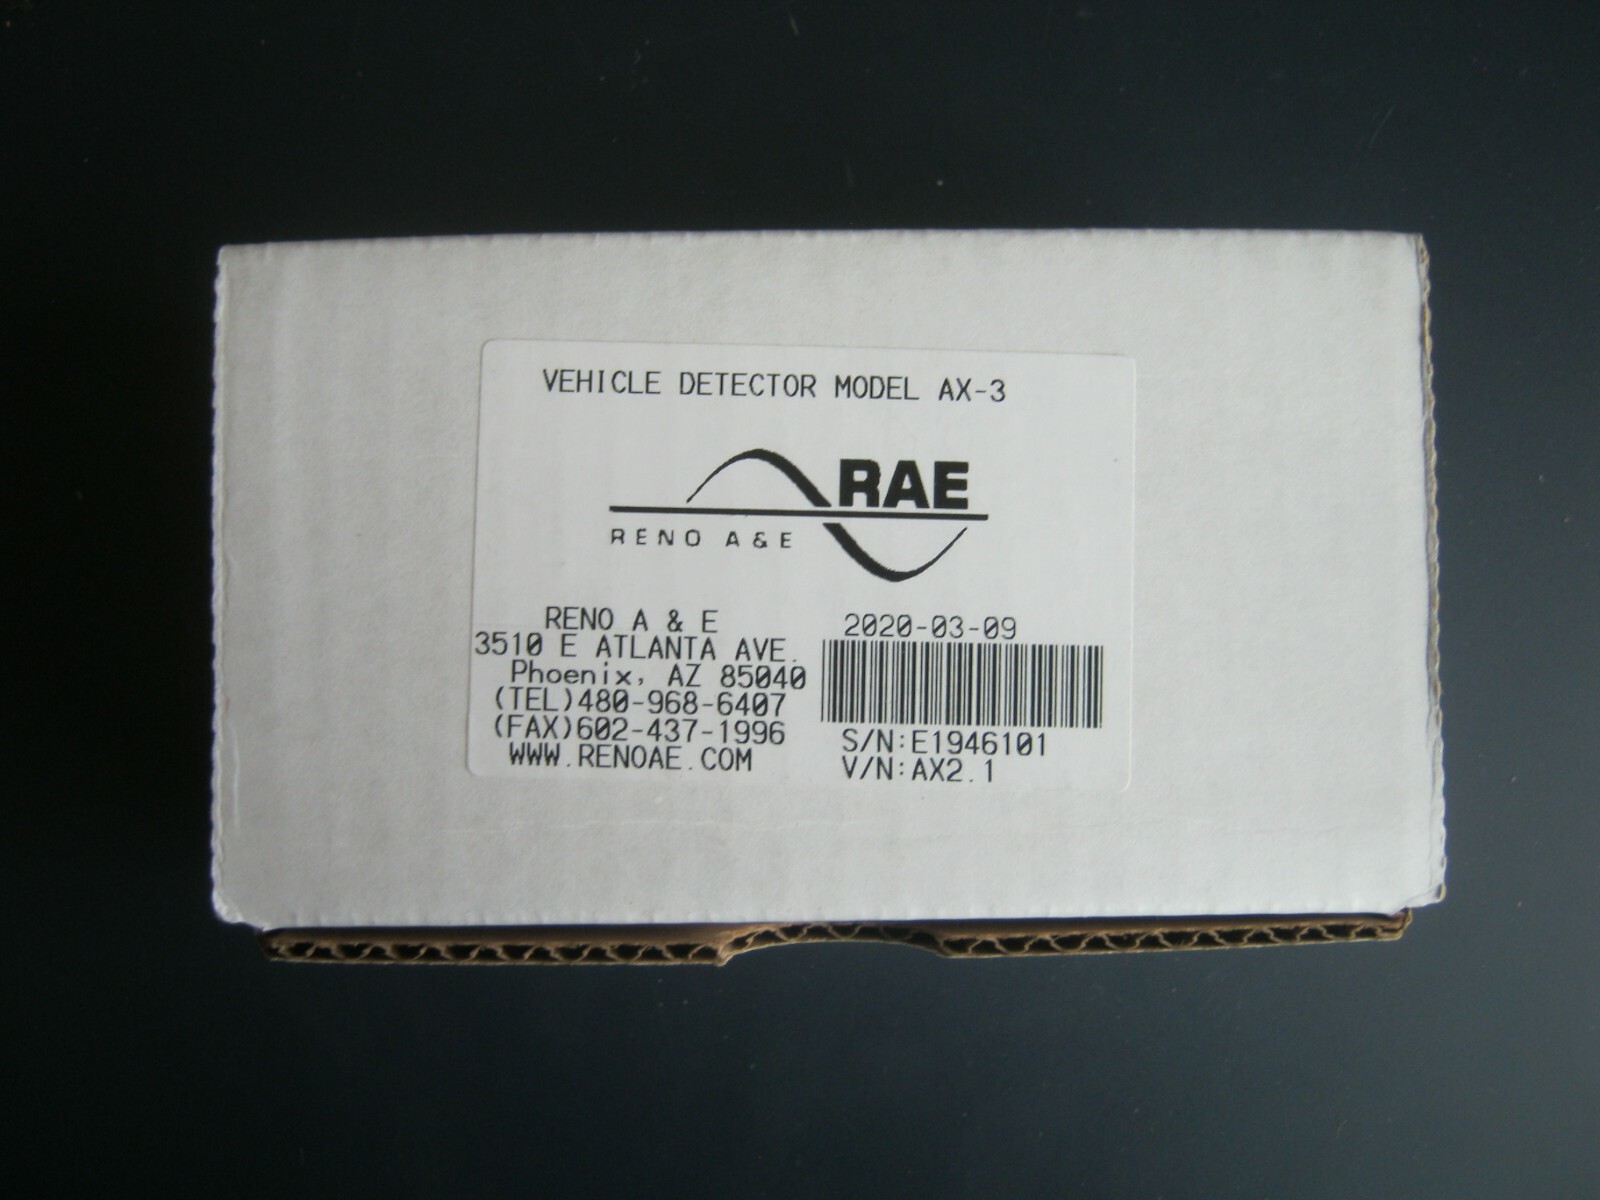 VEHICLE DETECTOR MODEL AX-3
RAE
RENO A&E
RENO A & E
3510 E ATLANTA AVE.
Phoenix, AZ 85040
(TEL)480-968-6407
(FAX)602-437-1996
WWW.RENOAE.COM
2020-03-09
S/N:E1946101
V/N:AX2.1